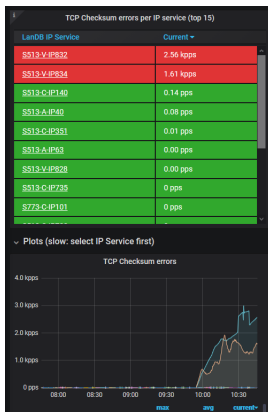 i
TCP Checksum errors per IP service (top 15)
LanDB IP Service Current
S513-V-IP832 2.56 kpps
S513-V-IP834 1.61 kpps
S513-C-IP140 0.14 pps
S513-A-IP40 0.08 pps
S513-C-IP351 0.01 pps
S513-A-IP63 0.00 pps
S513-V-IP828 0.00 pps
S513-C-IP735 0 pps
S773-C-IP101 0 pps
Plots (slow: select IP Service first)
TCP Checksum errors
4.0 kpps
3.0 kpps
2.0 kpps
1.0 kpps
0 pps
08:00 08:30 09:00 09:30 10:00 10:30
max avg current